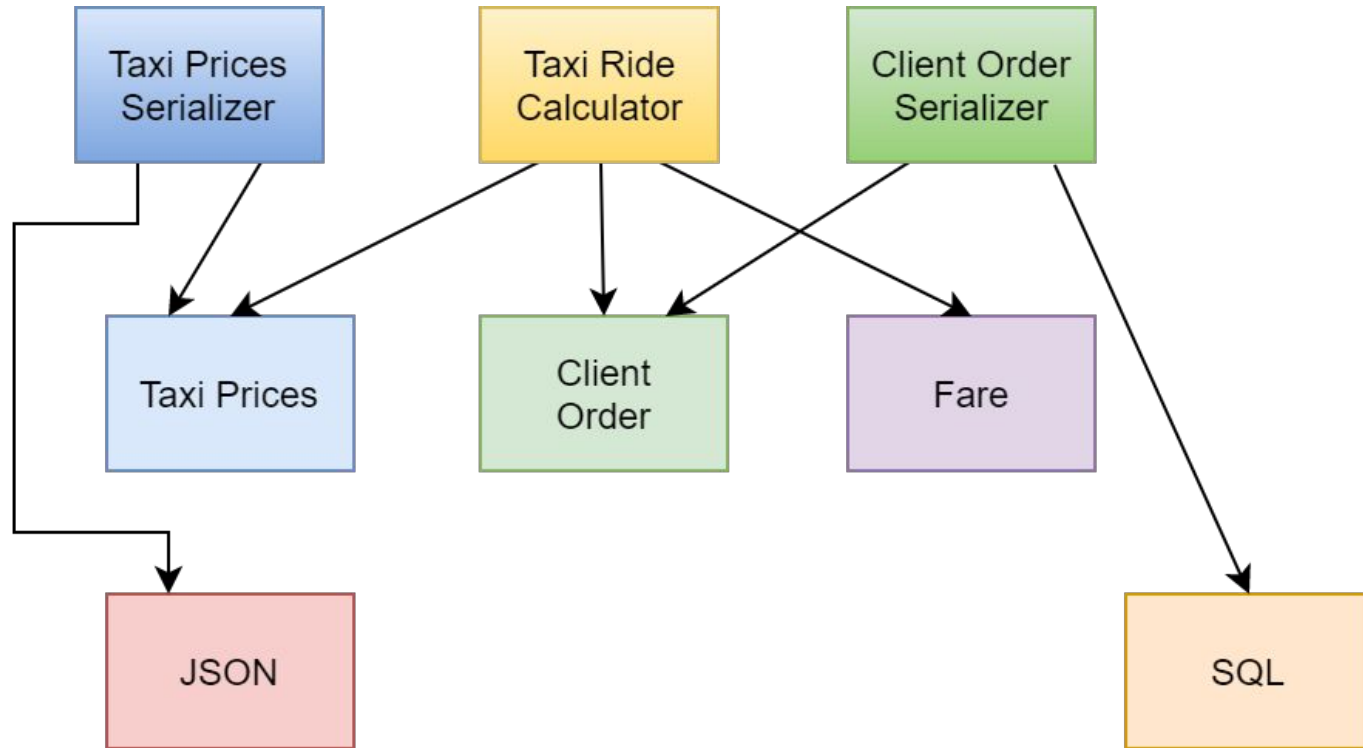 Taxi Prices
Serializer
Taxi Ride
Calculator
Client Order
Serializer
Taxi Prices
Client
Order
Fare
JSON
SQL